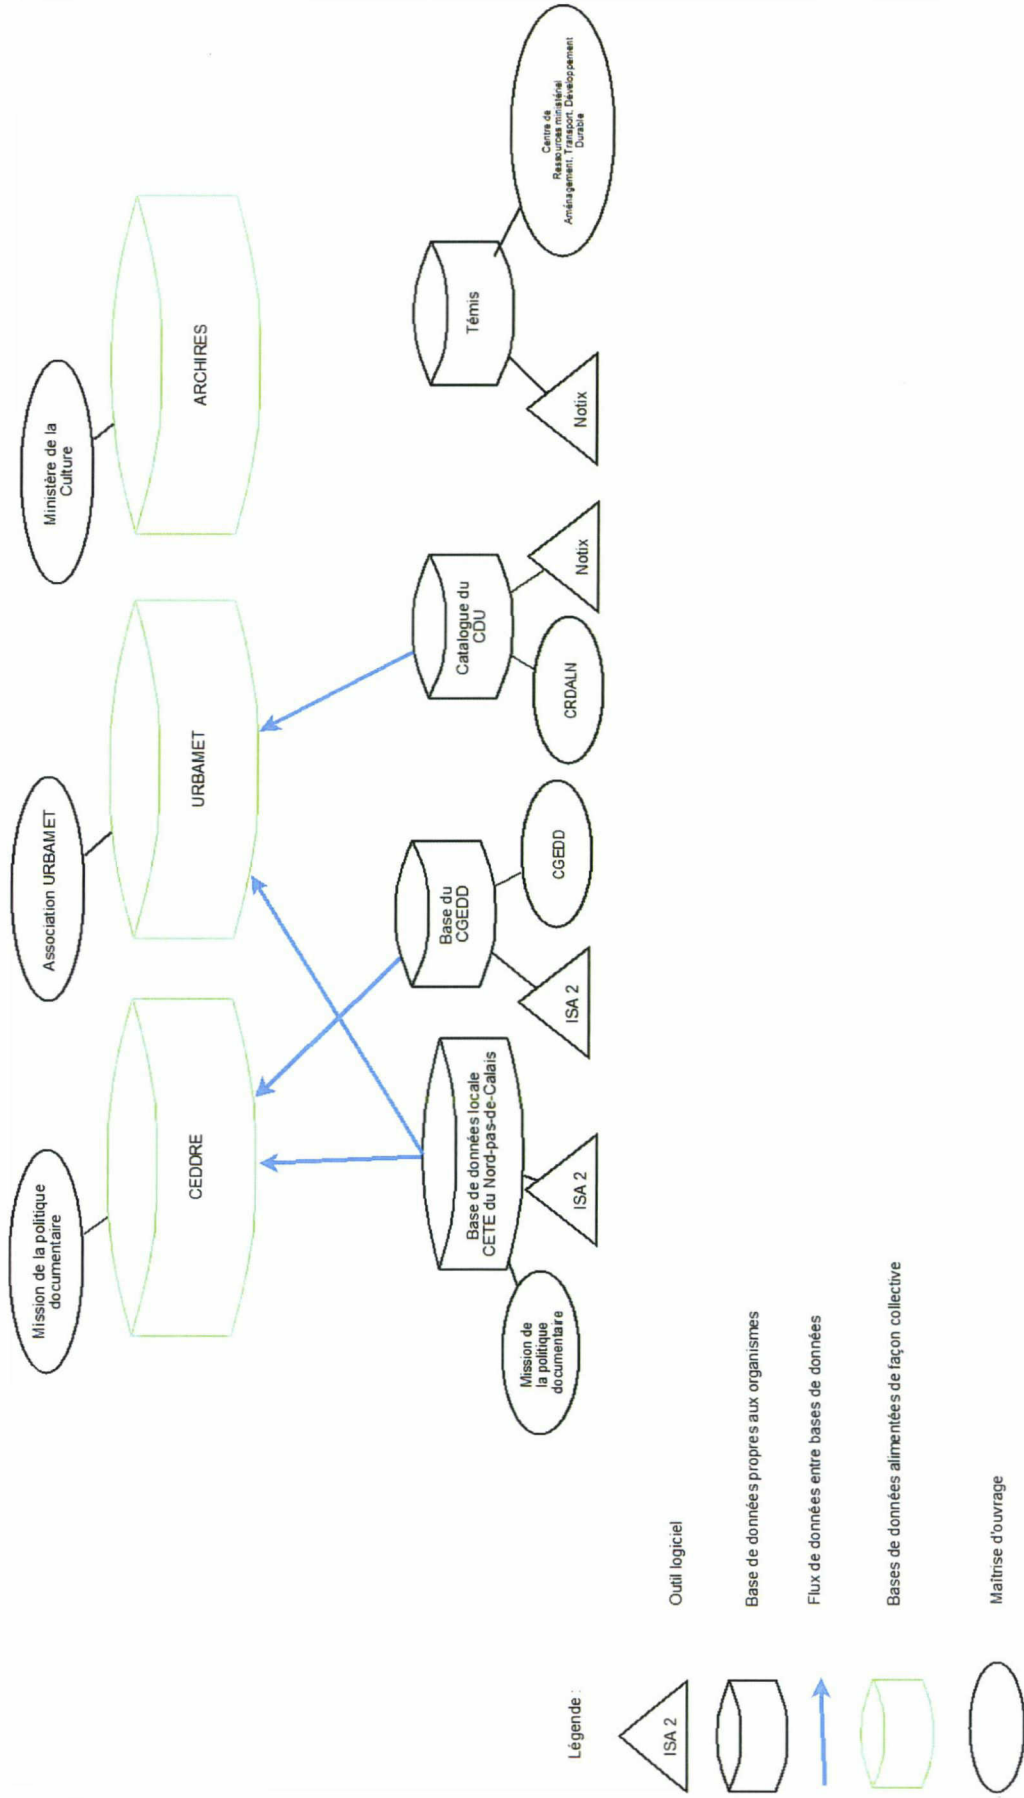 Mission de la politique
documentaire
Association URBAMET
Ministère de la
Culture
CEDDRE
URBAMET
ARCHIRES
Base de données locale
CETE du Nord-pas-de-Calais
Base du
CGEDD
Catalogue du
CDU
Témis
Mission de
la politique
documentaire
ISA 2
ISA 2
CGEDD
CRDALN
Notix
Notix
Centre de
Ressources ministériel
Aménagement, Transport, Développement
Durable
Légende :
ISA 2
Outil logiciel
Base de données propres aux organismes
Flux de données entre bases de données
Bases de données alimentées de façon collective
Maîtrise d'ouvrage